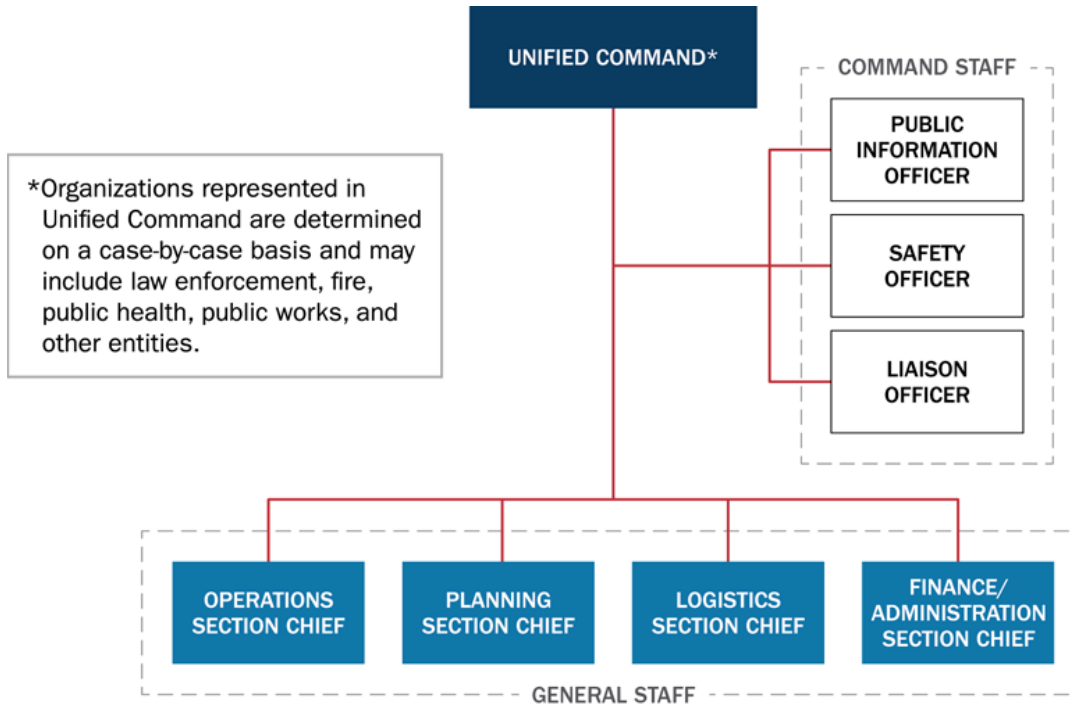 UNIFIED COMMAND*
COMMAND STAFF
PUBLIC
INFORMATION
OFFICER
SAFETY
OFFICER
LIAISON
OFFICER
*Organizations represented in
Unified Command are determined
on a case-by-case basis and may
include law enforcement, fire,
public health, public works, and
other entities.
OPERATIONS
SECTION CHIEF
PLANNING
SECTION CHIEF
LOGISTICS
SECTION CHIEF
FINANCE/
ADMINISTRATION
SECTION CHIEF
GENERAL STAFF